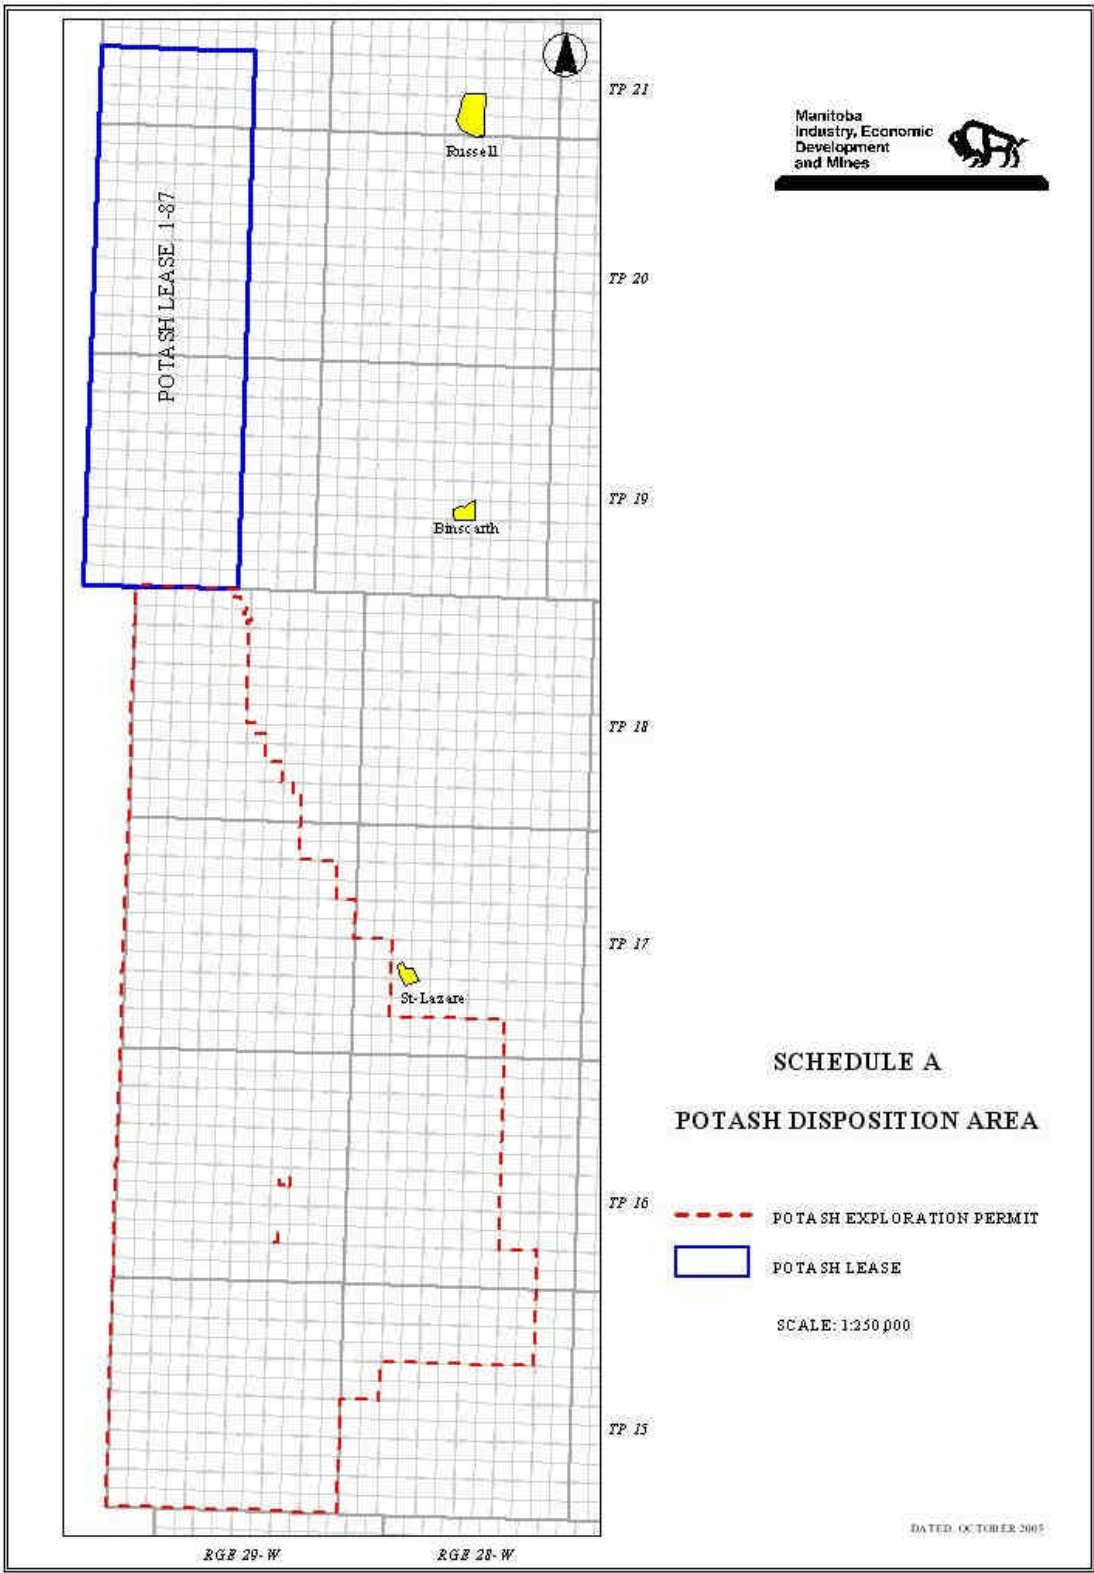 TP 21
Manitoba
Industry, Economic
Development
and Mines
Russell
POTASH LEASE 1-87
TP 20
TP 19
Binscarth
TP 18
TP 17
St-Lazare
SCHEDULE A
POTASH DISPOSITION AREA
TP 16
POTASH EXPLORATION PERMIT
POTASH LEASE
SCALE: 1:250,000
TP 15
DATED: OCTOBER 2005
RGE 29-W
RGE 28-W